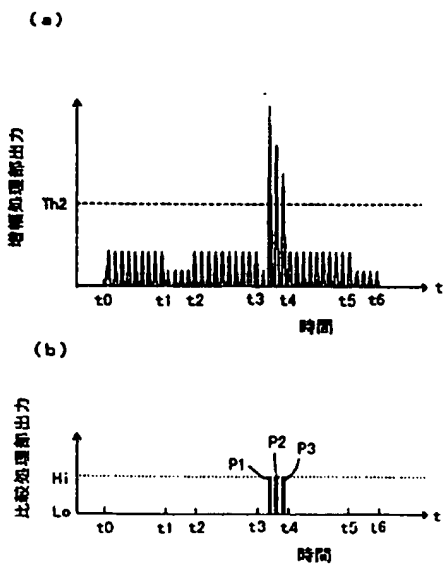 (a)
増幅処理部出力
Th2
t0 t1 t2 t3 t4 t5 t6 t
時間
(b)
比較処理部出力
P1 P2 P3
Hi
Lo
t0 t1 t2 t3 t4 t5 t6 t
時間